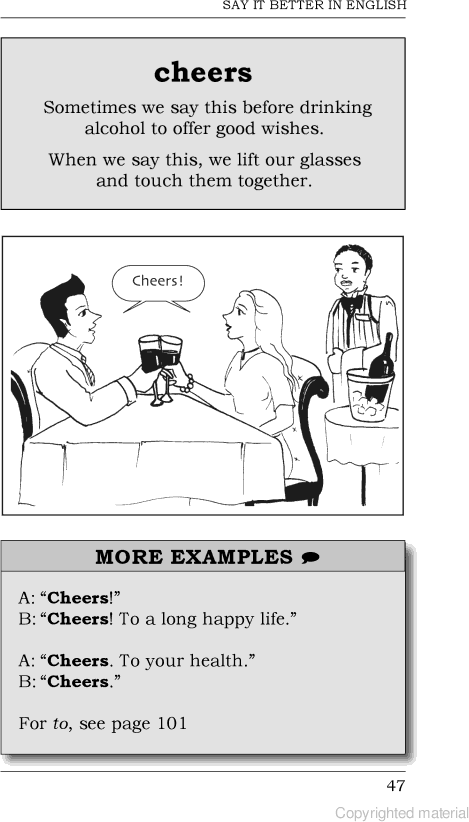 SAY IT BETTER IN ENGLISH
cheers
Sometimes we say this before drinking
alcohol to offer good wishes.
When we say this, we lift our glasses
and touch them together.
Cheers!
MORE EXAMPLES
A: “Cheers!”
B: “Cheers! To a long happy life.”
A: “Cheers. To your health.”
B: “Cheers.”
For to, see page 101
47
Copyrighted material